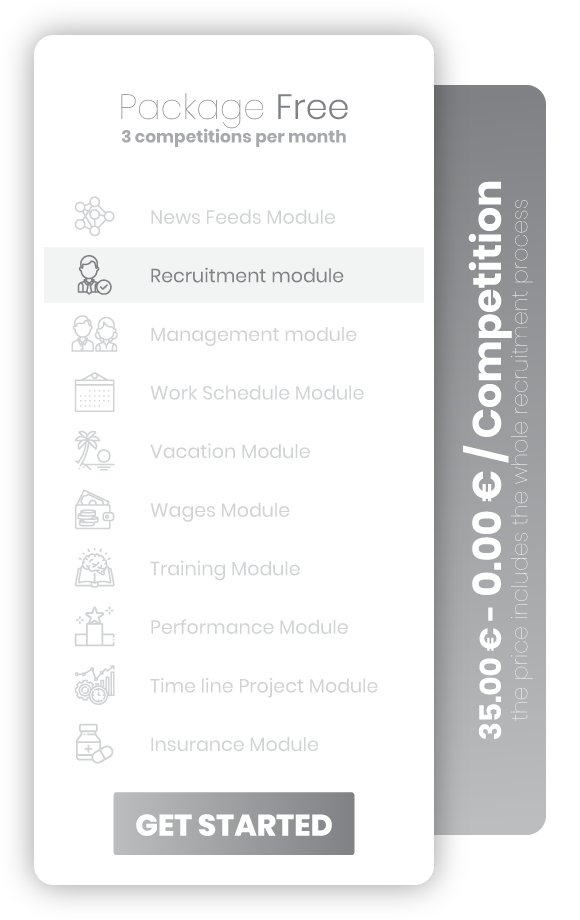 Package Free
3 competitions per month
News Feeds Module
Recruitment module
Management module
Work Schedule Module
Vacation Module
Wages Module
Training Module
Performance Module
Time line Project Module
Insurance Module
GET STARTED
35.00 € - 0.00 € / Competition
the price includes the whole recruitment process